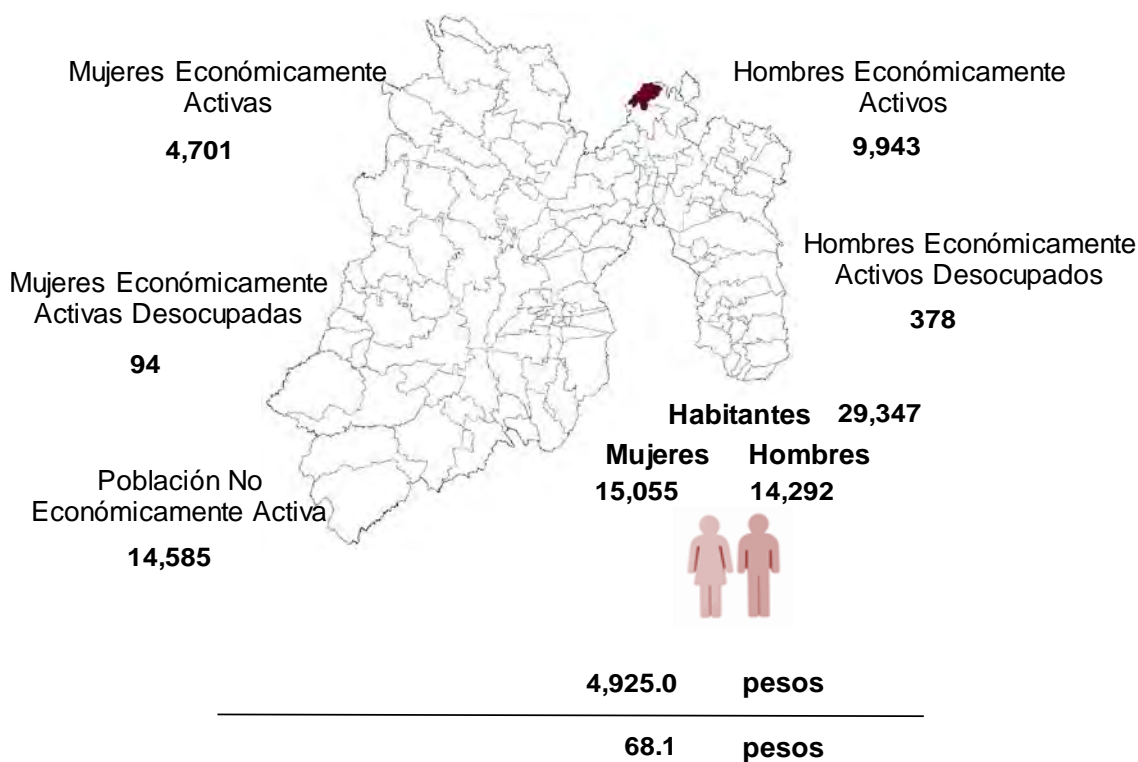 Mujeres Económicamente
Activas
4,701
Hombres Económicamente
Activos
9,943
Mujeres Económicamente
Activas Desocupadas
94
Hombres Económicamente
Activos Desocupados
378
Población No
Económicamente Activa
14,585
Habitantes 29,347
Mujeres Hombres
15,055 14,292
4,925.0 pesos
68.1 pesos